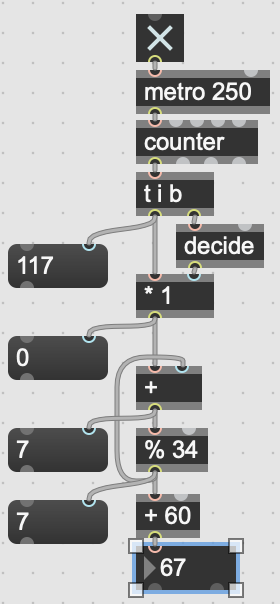 metro 250
counter
t i b
decide
117
* 1
0
+
7
% 34
7
+ 60
67